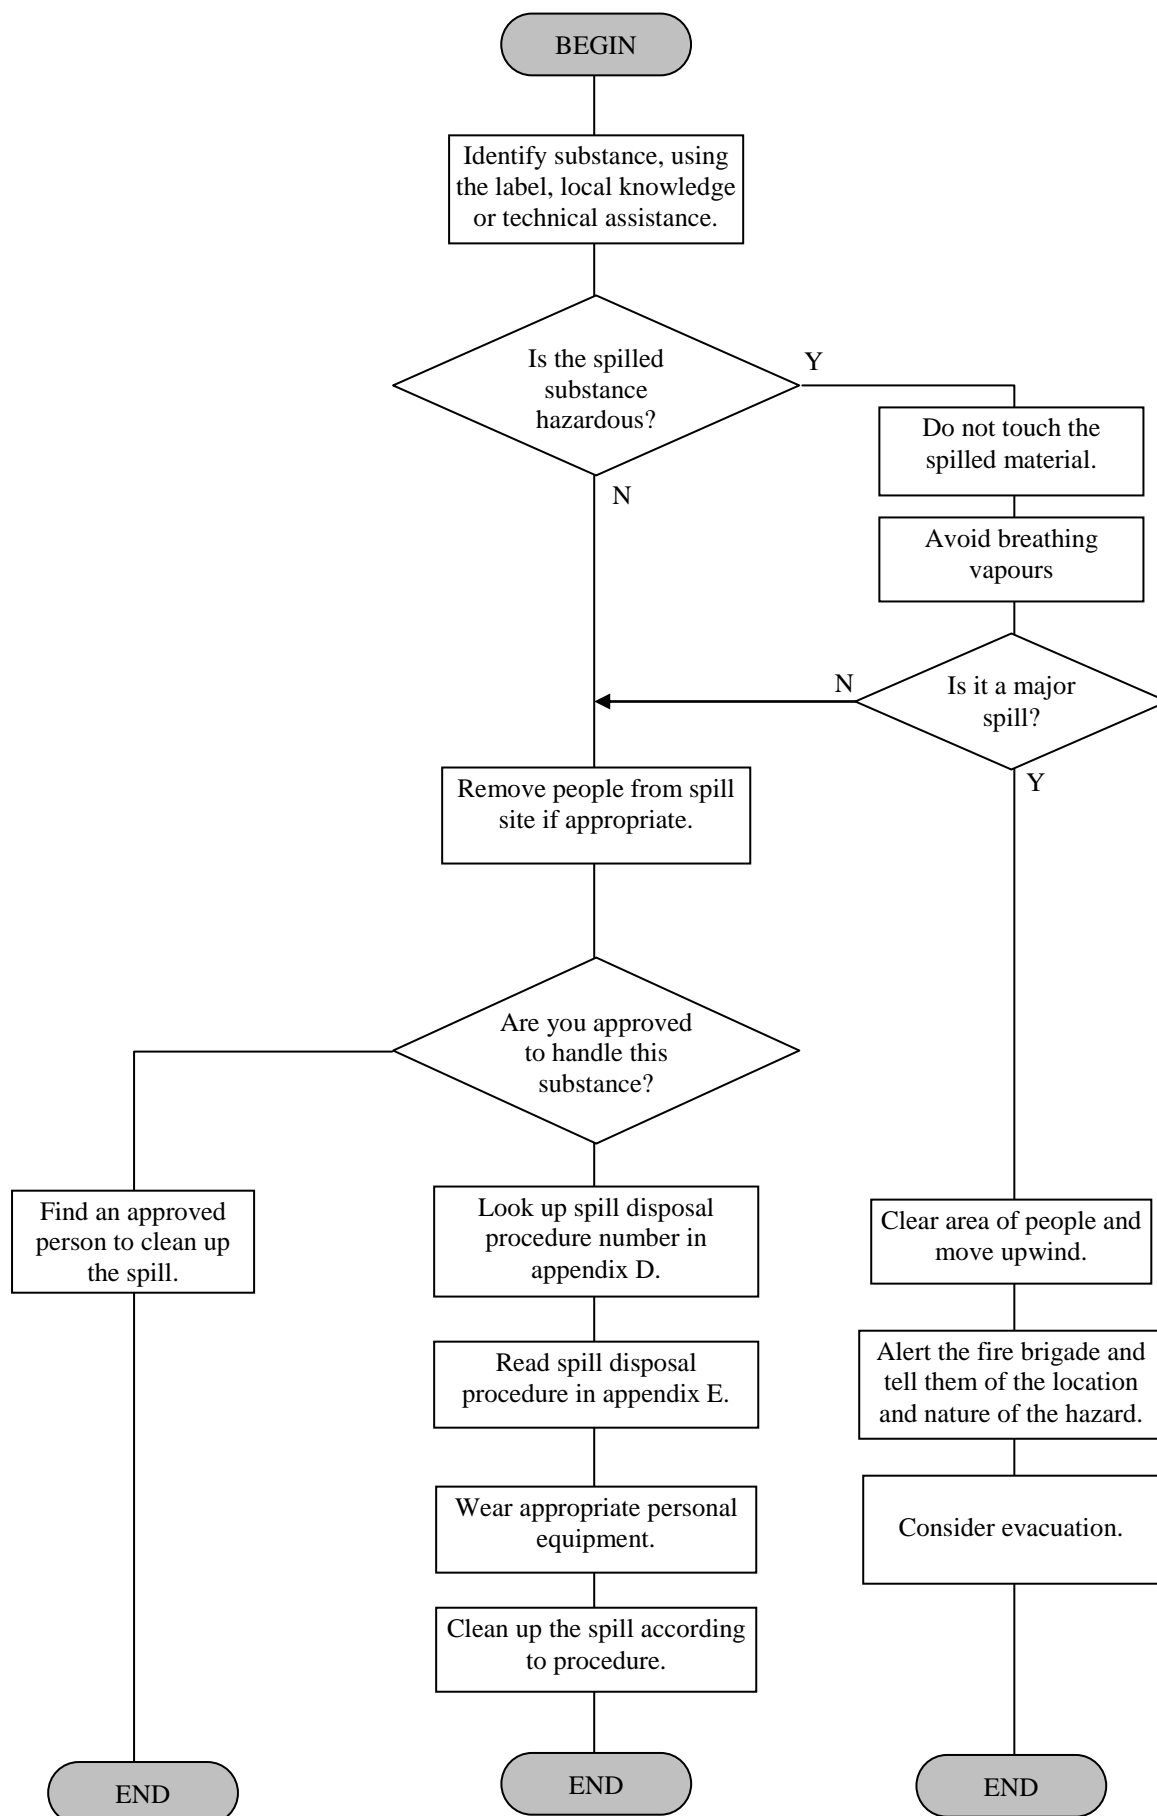 BEGIN
Identify substance, using
the label, local knowledge
or technical assistance.
Is the spilled
substance
hazardous?
Y
N
Do not touch the
spilled material.
Avoid breathing
vapours
Is it a major
spill?
N
Y
Remove people from spill
site if appropriate.
Are you approved
to handle this
substance?
Find an approved
person to clean up
the spill.
Look up spill disposal
procedure number in
appendix D.
Read spill disposal
procedure in appendix E.
Wear appropriate personal
equipment.
Clean up the spill according
to procedure.
Clear area of people and
move upwind.
Alert the fire brigade and
tell them of the location
and nature of the hazard.
Consider evacuation.
END
END
END